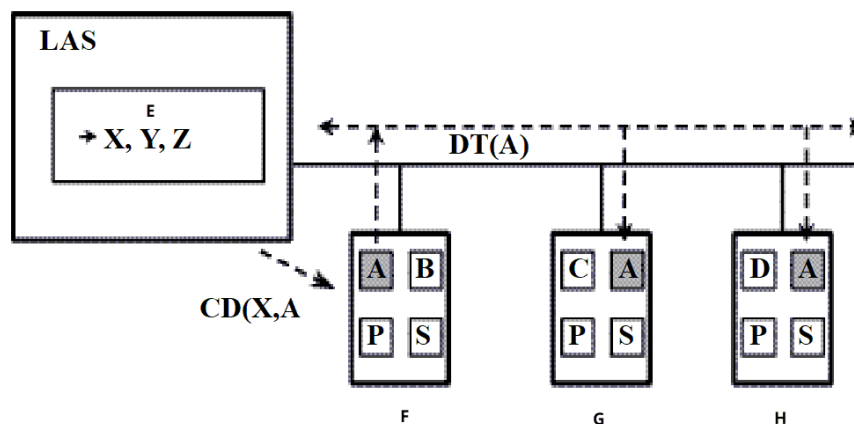 LAS
E
X, Y, Z
DT(A)
CD(X,A
A B
P S
C A
P S
D A
P S
F
G
H